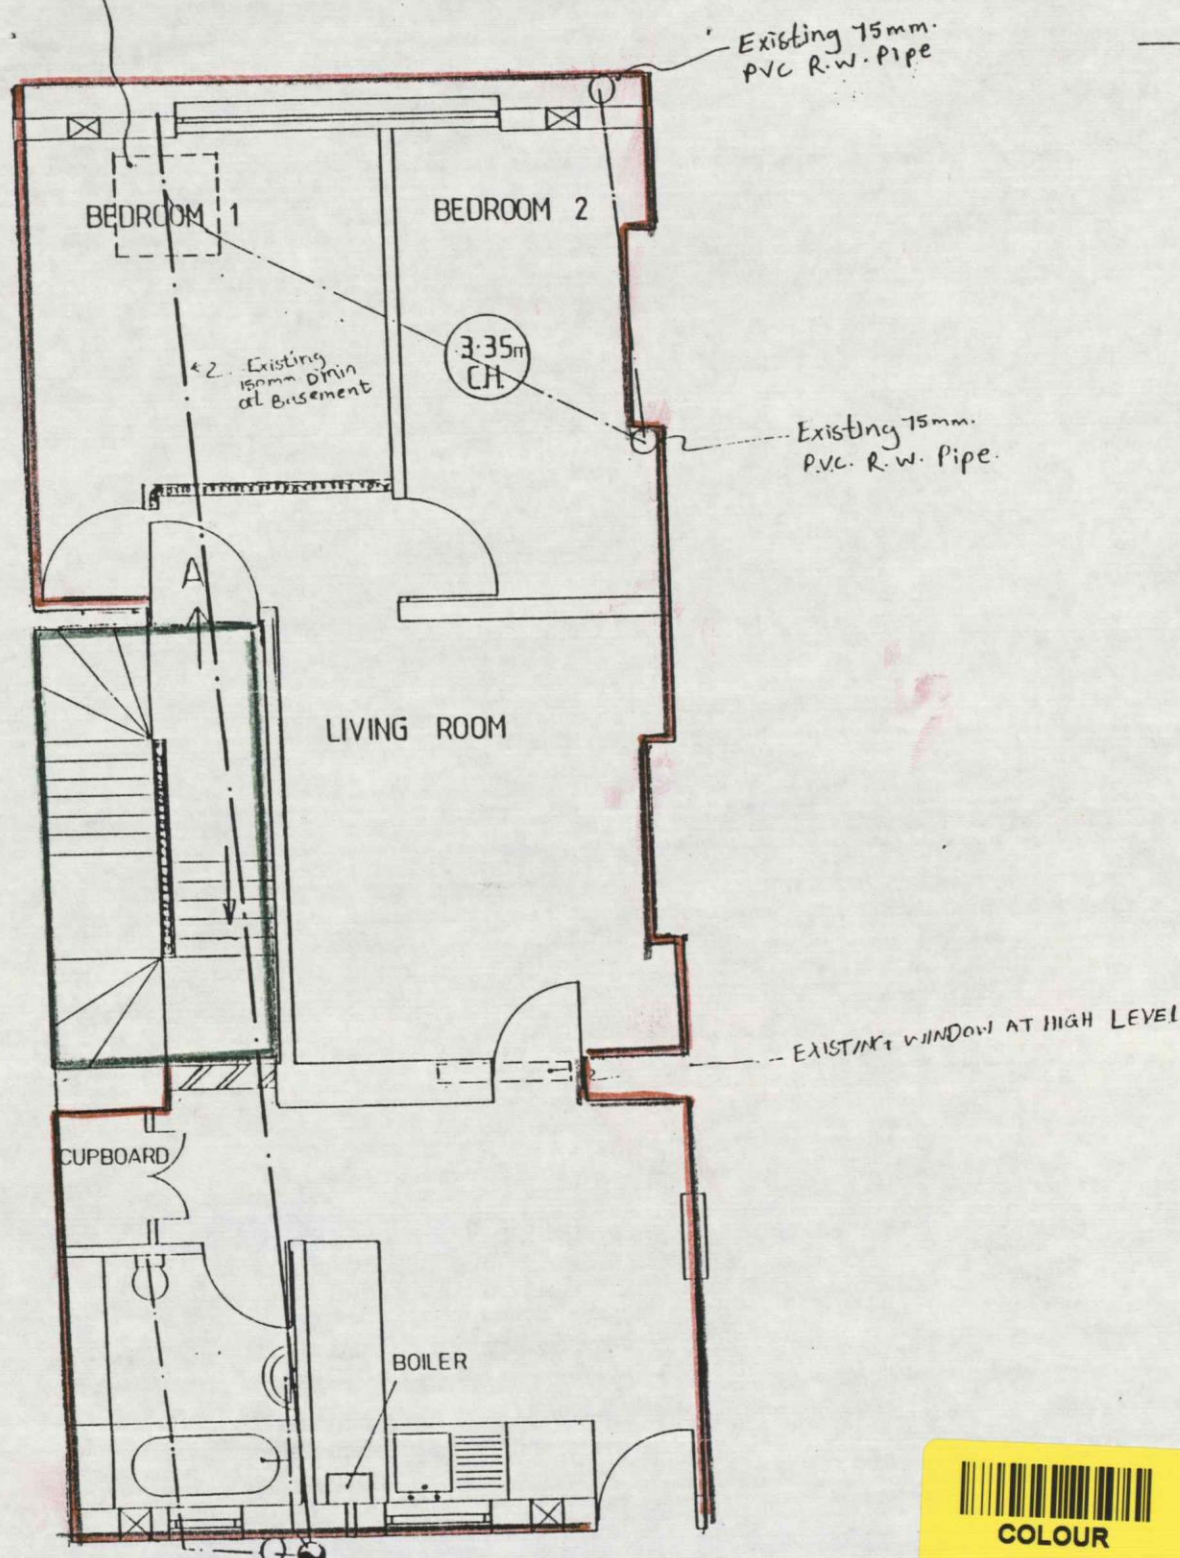 Existing 75mm.
PVC R.W. Pipe
BEDROOM 1
BEDROOM 2
3·35m
C.H.
Existing
150mm Drain
at Basement
Existing 75mm.
P.V.C. R.W. Pipe.
A
LIVING ROOM
EXISTING WINDOW AT HIGH LEVEL
CUPBOARD
BOILER
COLOUR